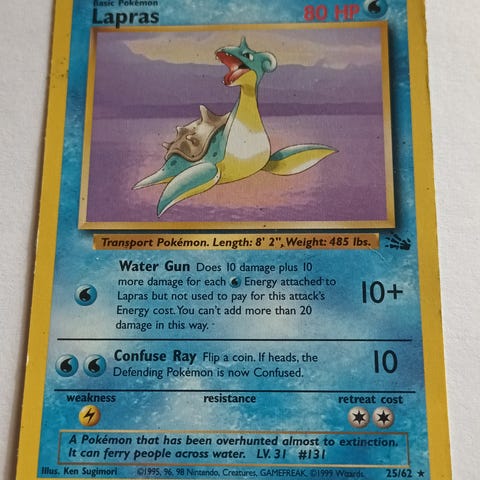 Basic Pokémon
Lapras 80 HP
Transport Pokémon. Length: 8' 2", Weight: 485 lbs.
Water Gun Does 10 damage plus 10
more damage for each Energy attached to
Lapras but not used to pay for this attack's
Energy cost. You can't add more than 20
damage in this way.
10+
Confuse Ray Flip a coin. If heads, the
Defending Pokémon is now Confused.
10
weakness resistance retreat cost
A Pokémon that has been overhunted almost to extinction.
It can ferry people across water. LV. 31 #131
Illus. Ken Sugimori ©1995, 96, 98 Nintendo, Creatures, GAMEFREAK. ©1999 Wizards. 25/62 ★